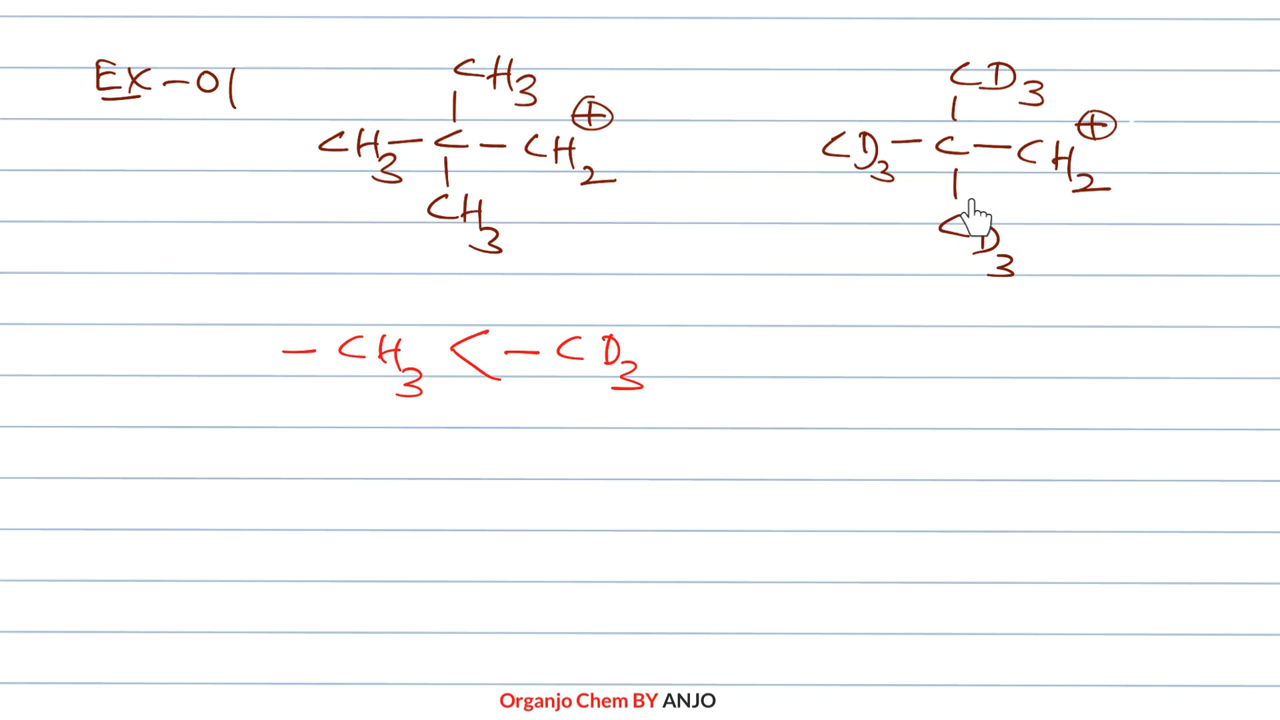 EX-01
CH3
CH3-C-CH2⊕
CH3
CD3
CD3-C-CH2⊕
CD3
-CH3 < -CD3
Organjo Chem BY ANJO